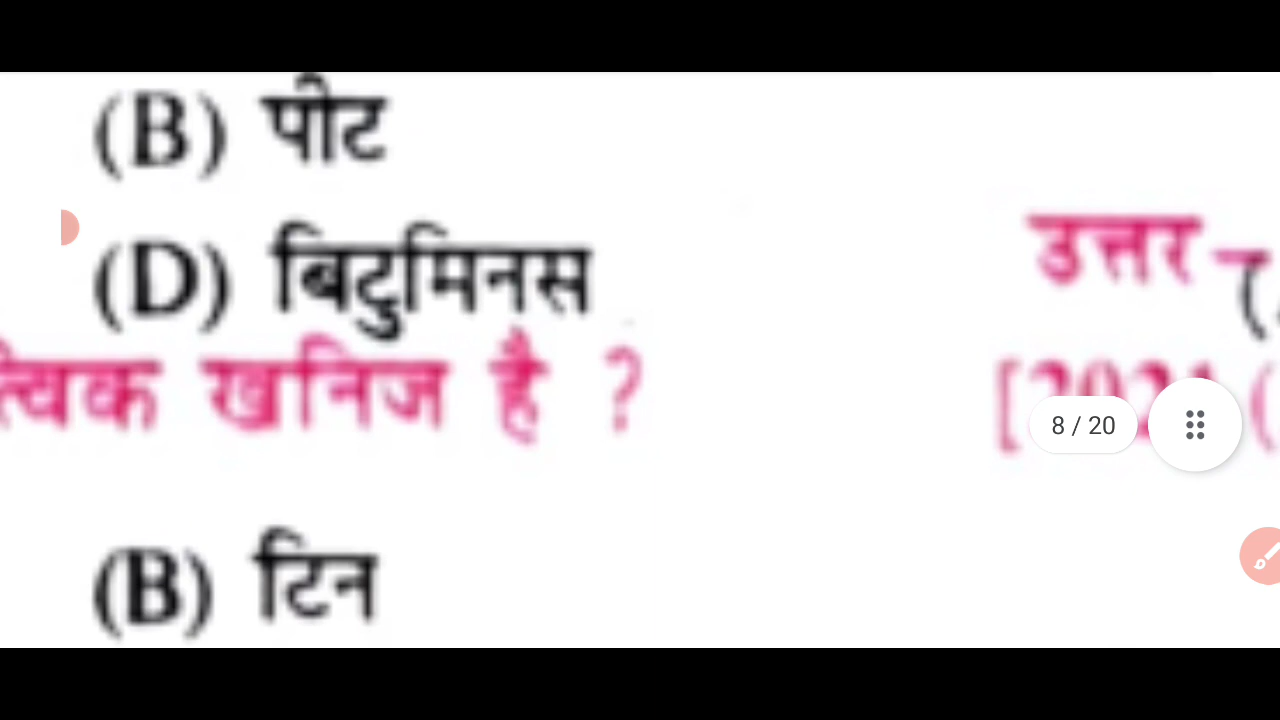 (B) पीट
(D) बिटुमिनस
उत्तर –
खनिज है ?
8 / 20
(B) टिन